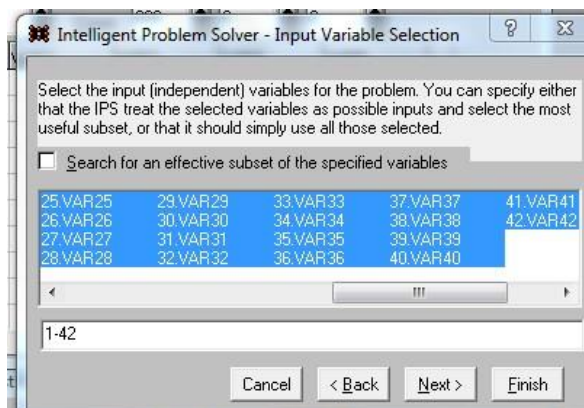 Intelligent Problem Solver - Input Variable Selection
Select the input (independent) variables for the problem. You can specify either
that the IPS treat the selected variables as possible inputs and select the most
useful subset, or that it should simply use all those selected.
Search for an effective subset of the specified variables
25.VAR25 29.VAR29 33.VAR33 37.VAR37 41.VAR41
26.VAR26 30.VAR30 34.VAR34 38.VAR38 42.VAR42
27.VAR27 31.VAR31 35.VAR35 39.VAR39
28.VAR28 32.VAR32 36.VAR36 40.VAR40
1-42
Cancel < Back Next > Finish